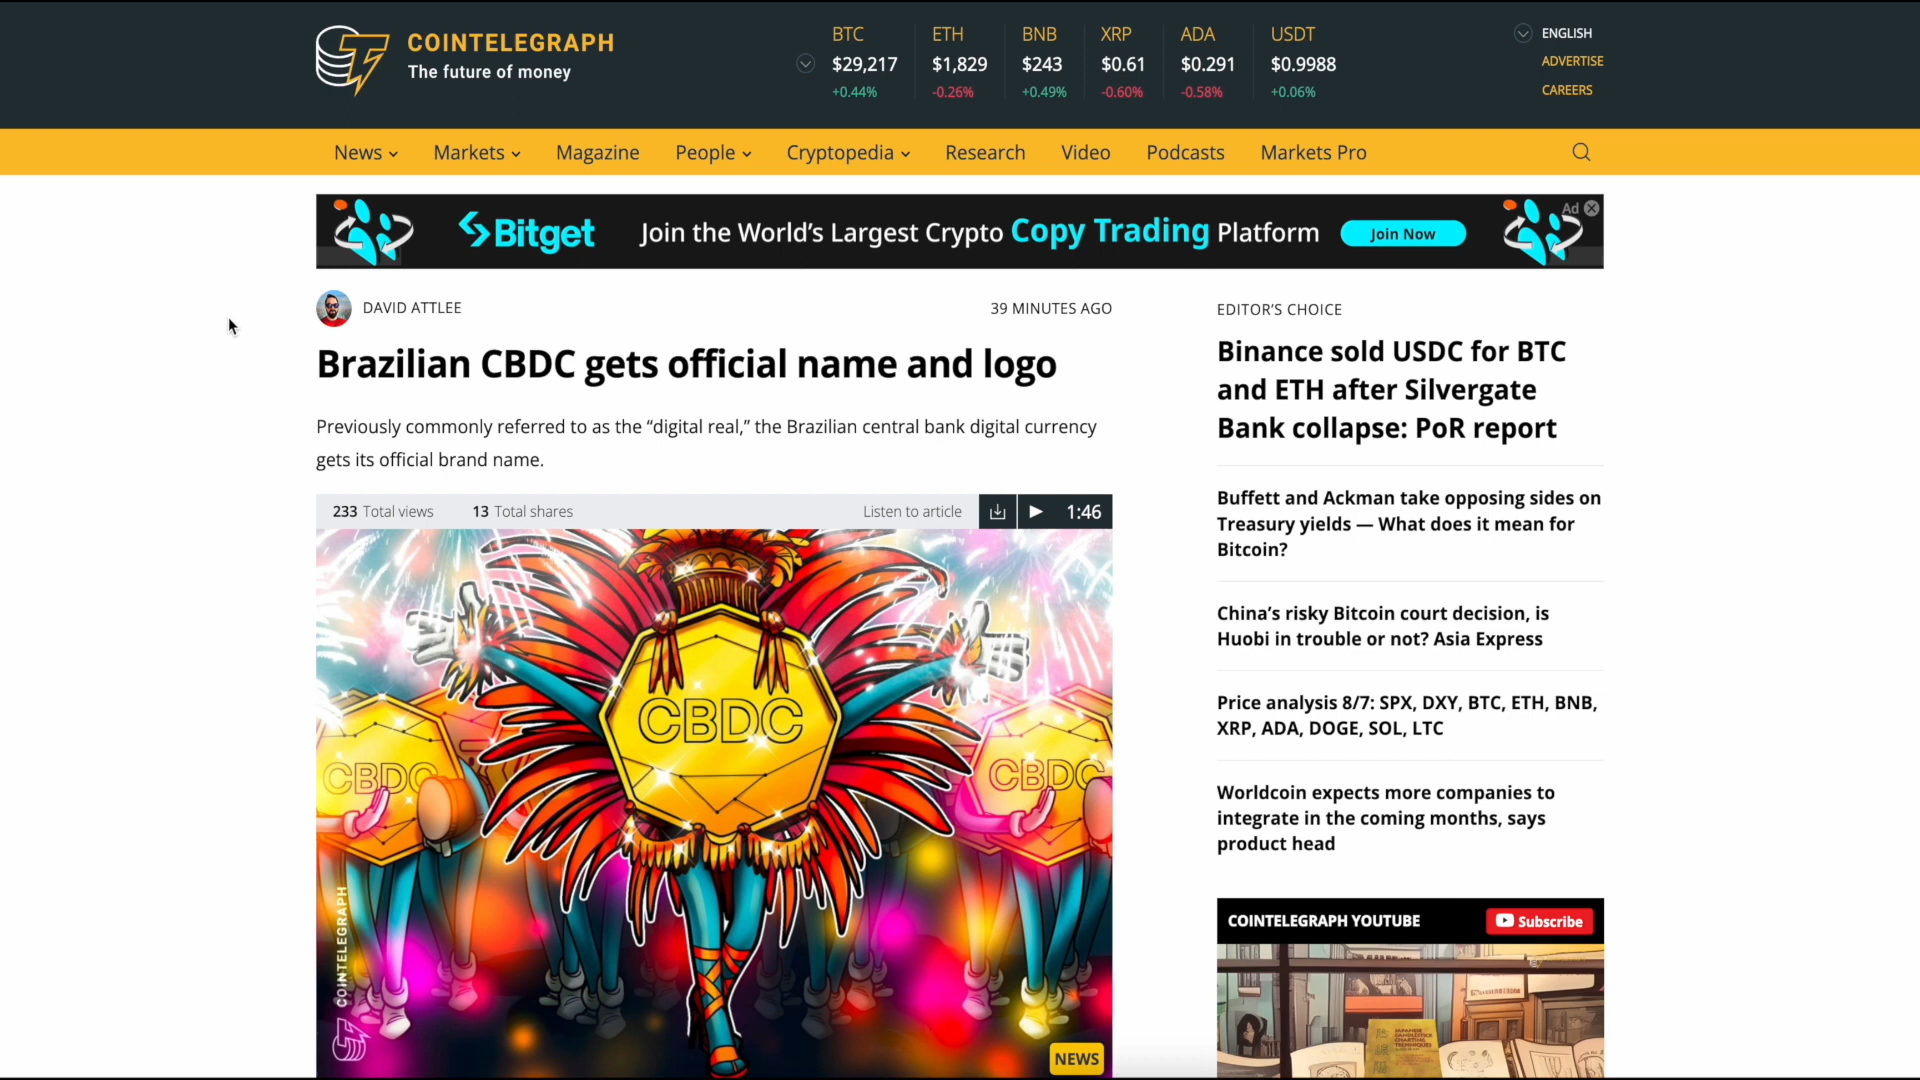 COINTELEGRAPH
The future of money
BTC
$29,217
+0.44%
ETH
$1,829
-0.26%
BNB
$243
+0.49%
XRP
$0.61
-0.60%
ADA
$0.291
-0.58%
USDT
$0.9988
+0.06%
ENGLISH
ADVERTISE
CAREERS
News
Markets
Magazine
People
Cryptopedia
Research
Video
Podcasts
Markets Pro
Bitget
Join the World's Largest Crypto Copy Trading Platform
Join Now
Ad
DAVID ATTLEE
39 MINUTES AGO
Brazilian CBDC gets official name and logo
Previously commonly referred to as the “digital real,” the Brazilian central bank digital currency
gets its official brand name.
233 Total views
13 Total shares
Listen to article
1:46
CBDC
CBDC
CBDC
COINTELEGRAPH
NEWS
EDITOR’S CHOICE
Binance sold USDC for BTC
and ETH after Silvergate
Bank collapse: PoR report
Buffett and Ackman take opposing sides on
Treasury yields — What does it mean for
Bitcoin?
China’s risky Bitcoin court decision, is
Huobi in trouble or not? Asia Express
Price analysis 8/7: SPX, DXY, BTC, ETH, BNB,
XRP, ADA, DOGE, SOL, LTC
Worldcoin expects more companies to
integrate in the coming months, says
product head
COINTELEGRAPH YOUTUBE
Subscribe
JAPANESE
CANDLESTICK
CHARTING
TECHNIQUES